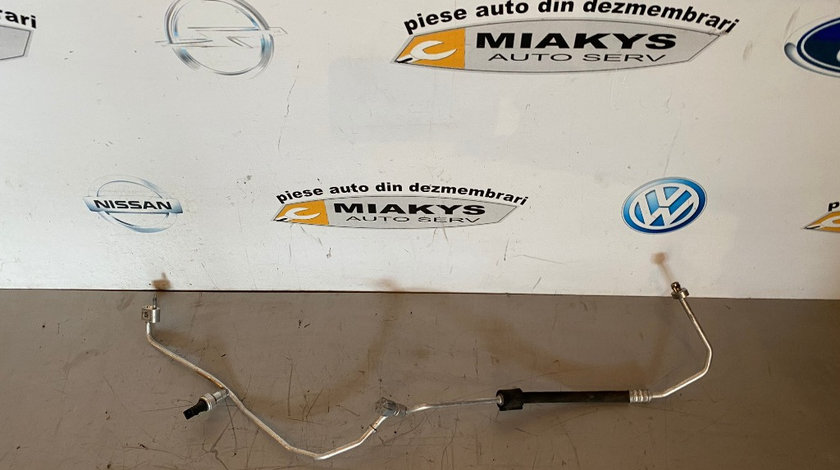 piese auto din dezmembrari
MIAKYS
AUTO SERV
NISSAN
piese auto din dezmembrari
MIAKYS
AUTO SERV